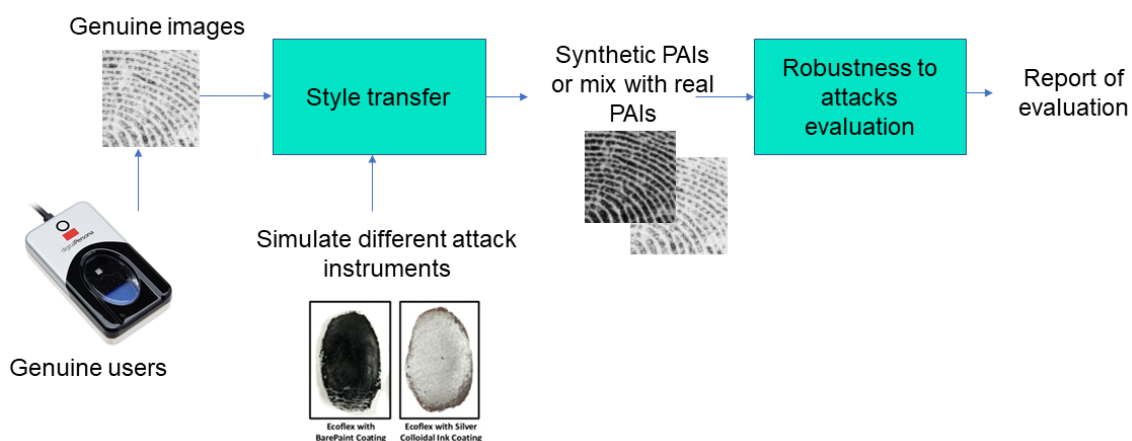 Genuine images
Style transfer
Synthetic PAIs
or mix with real
PAIs
Robustness to
attacks
evaluation
Report of
evaluation
digitalPersona
Simulate different attack
instruments
Genuine users
Ecoflex with
BarePaint Coating
Ecoflex with Silver
Colloidal Ink Coating